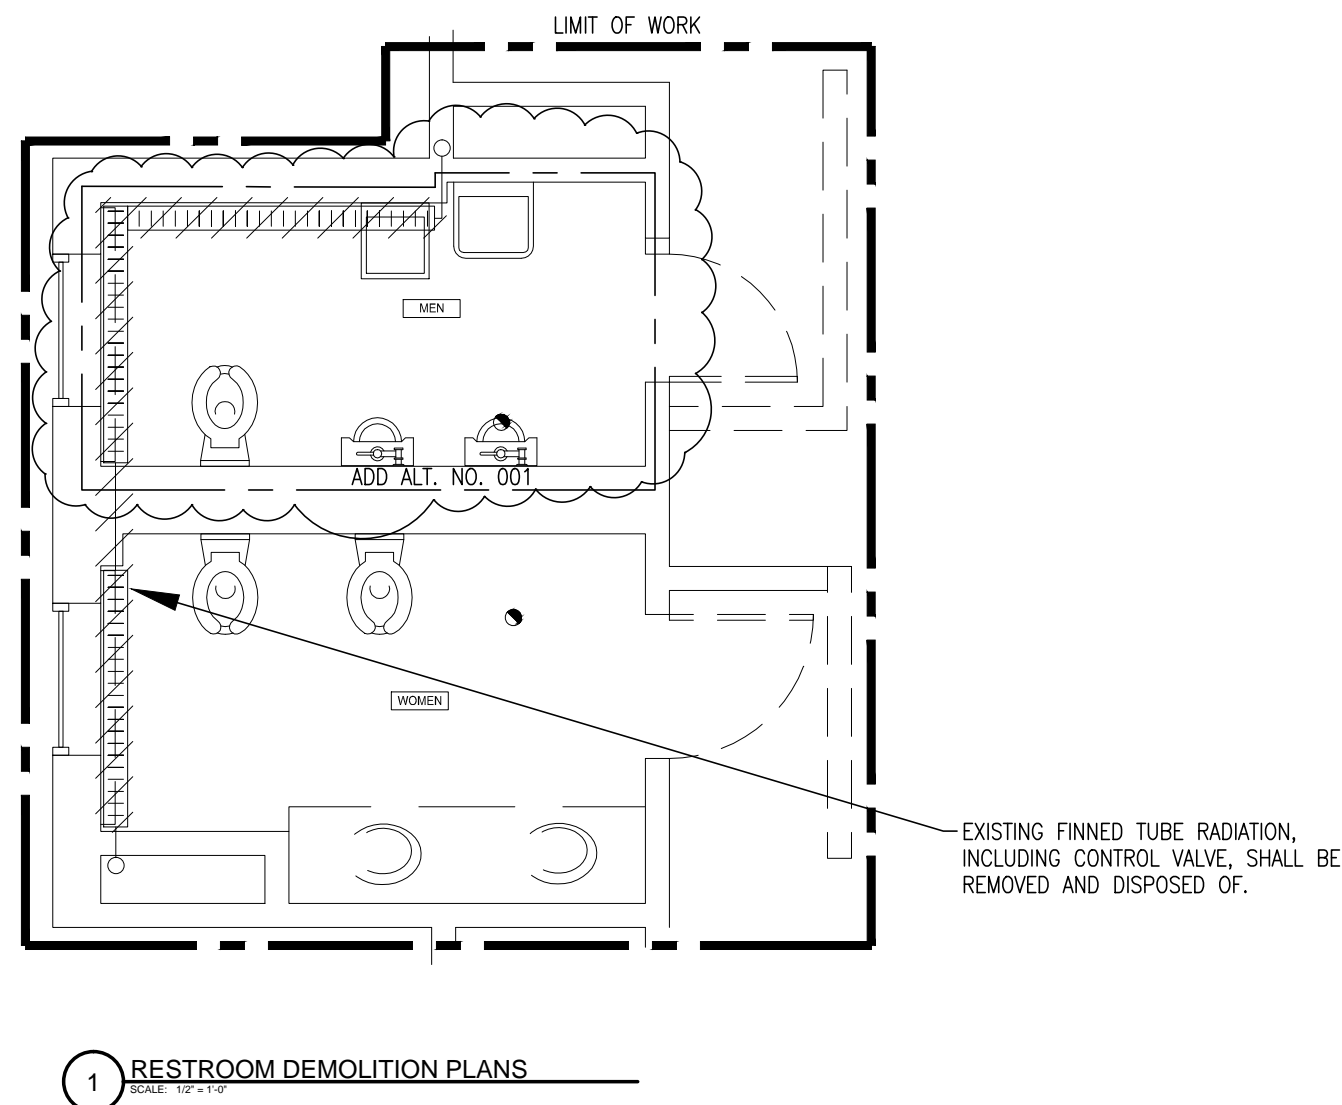 LIMIT OF WORK
MEN
ADD ALT. NO. 001
WOMEN
EXISTING FINNED TUBE RADIATION,
INCLUDING CONTROL VALVE, SHALL BE
REMOVED AND DISPOSED OF.
1
RESTROOM DEMOLITION PLANS
SCALE: 1/2" = 1'-0"